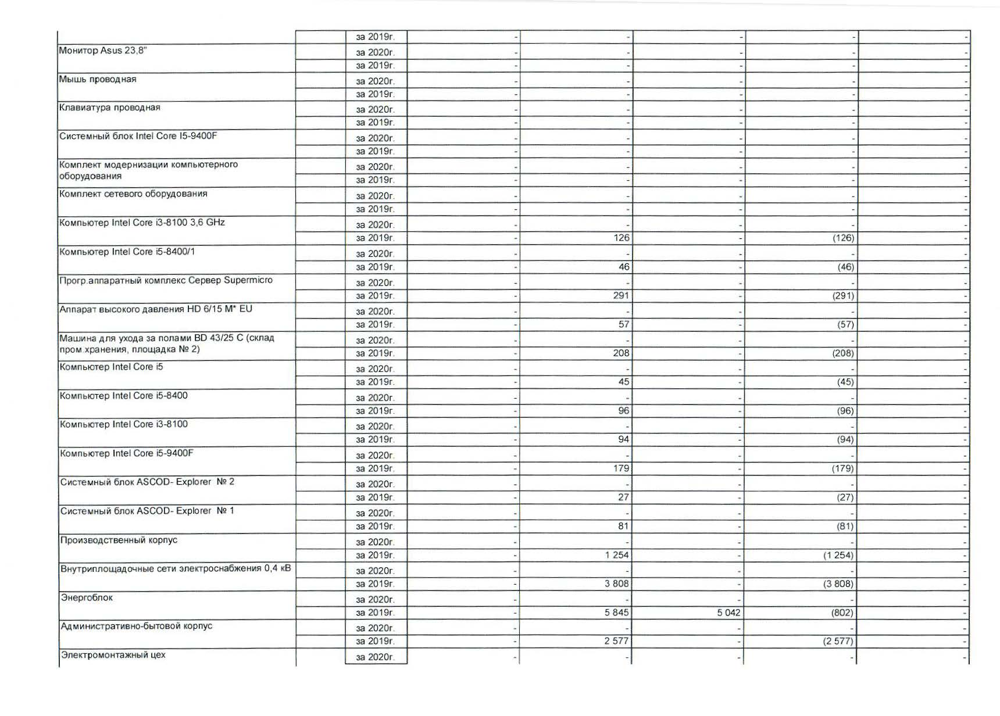 за 2019г. - - - - -
Монитор Asus 23,8" за 2020г. - - - - -
за 2019г. - - - - -
Мышь проводная за 2020г. - - - - -
за 2019г. - - - - -
Клавиатура проводная за 2020г. - - - - -
за 2019г. - - - - -
Системный блок Intel Core I5-9400F за 2020г. - - - - -
за 2019г. - - - - -
Комплект модернизации компьютерного за 2020г. - - - - -
оборудования за 2019г. - - - - -
Комплект сетевого оборудования за 2020г. - - - - -
за 2019г. - - - - -
Компьютер Intel Core i3-8100 3,6 GHz за 2020г. - - - - -
за 2019г. - 126 - (126) -
Компьютер Intel Core i5-8400/1 за 2020г. - - - - -
за 2019г. - 46 - (46) -
Прогр.аппаратный комплекс Сервер Supermicro за 2020г. - - - - -
за 2019г. - 291 - (291) -
Аппарат высокого давления HD 6/15 M* EU за 2020г. - - - - -
за 2019г. - 57 - (57) -
Машина для ухода за полами BD 43/25 C (склад за 2020г. - - - - -
пром.хранения, площадка № 2) за 2019г. - 208 - (208) -
Компьютер Intel Core i5 за 2020г. - - - - -
за 2019г. - 45 - (45) -
Компьютер Intel Core i5-8400 за 2020г. - - - - -
за 2019г. - 96 - (96) -
Компьютер Intel Core i3-8100 за 2020г. - - - - -
за 2019г. - 94 - (94) -
Компьютер Intel Core i5-9400F за 2020г. - - - - -
за 2019г. - 179 - (179) -
Системный блок ASCOD- Explorer № 2 за 2020г. - - - - -
за 2019г. - 27 - (27) -
Системный блок ASCOD- Explorer № 1 за 2020г. - - - - -
за 2019г. - 81 - (81) -
Производственный корпус за 2020г. - - - - -
за 2019г. - 1 254 - (1 254) -
Внутриплощадочные сети электроснабжения 0,4 кВ за 2020г. - - - - -
за 2019г. - 3 808 - (3 808) -
Энергоблок за 2020г. - - - - -
за 2019г. - 5 845 5 042 (802) -
Административно-бытовой корпус за 2020г. - - - - -
за 2019г. - 2 577 - (2 577) -
Электромонтажный цех за 2020г. - - - - -